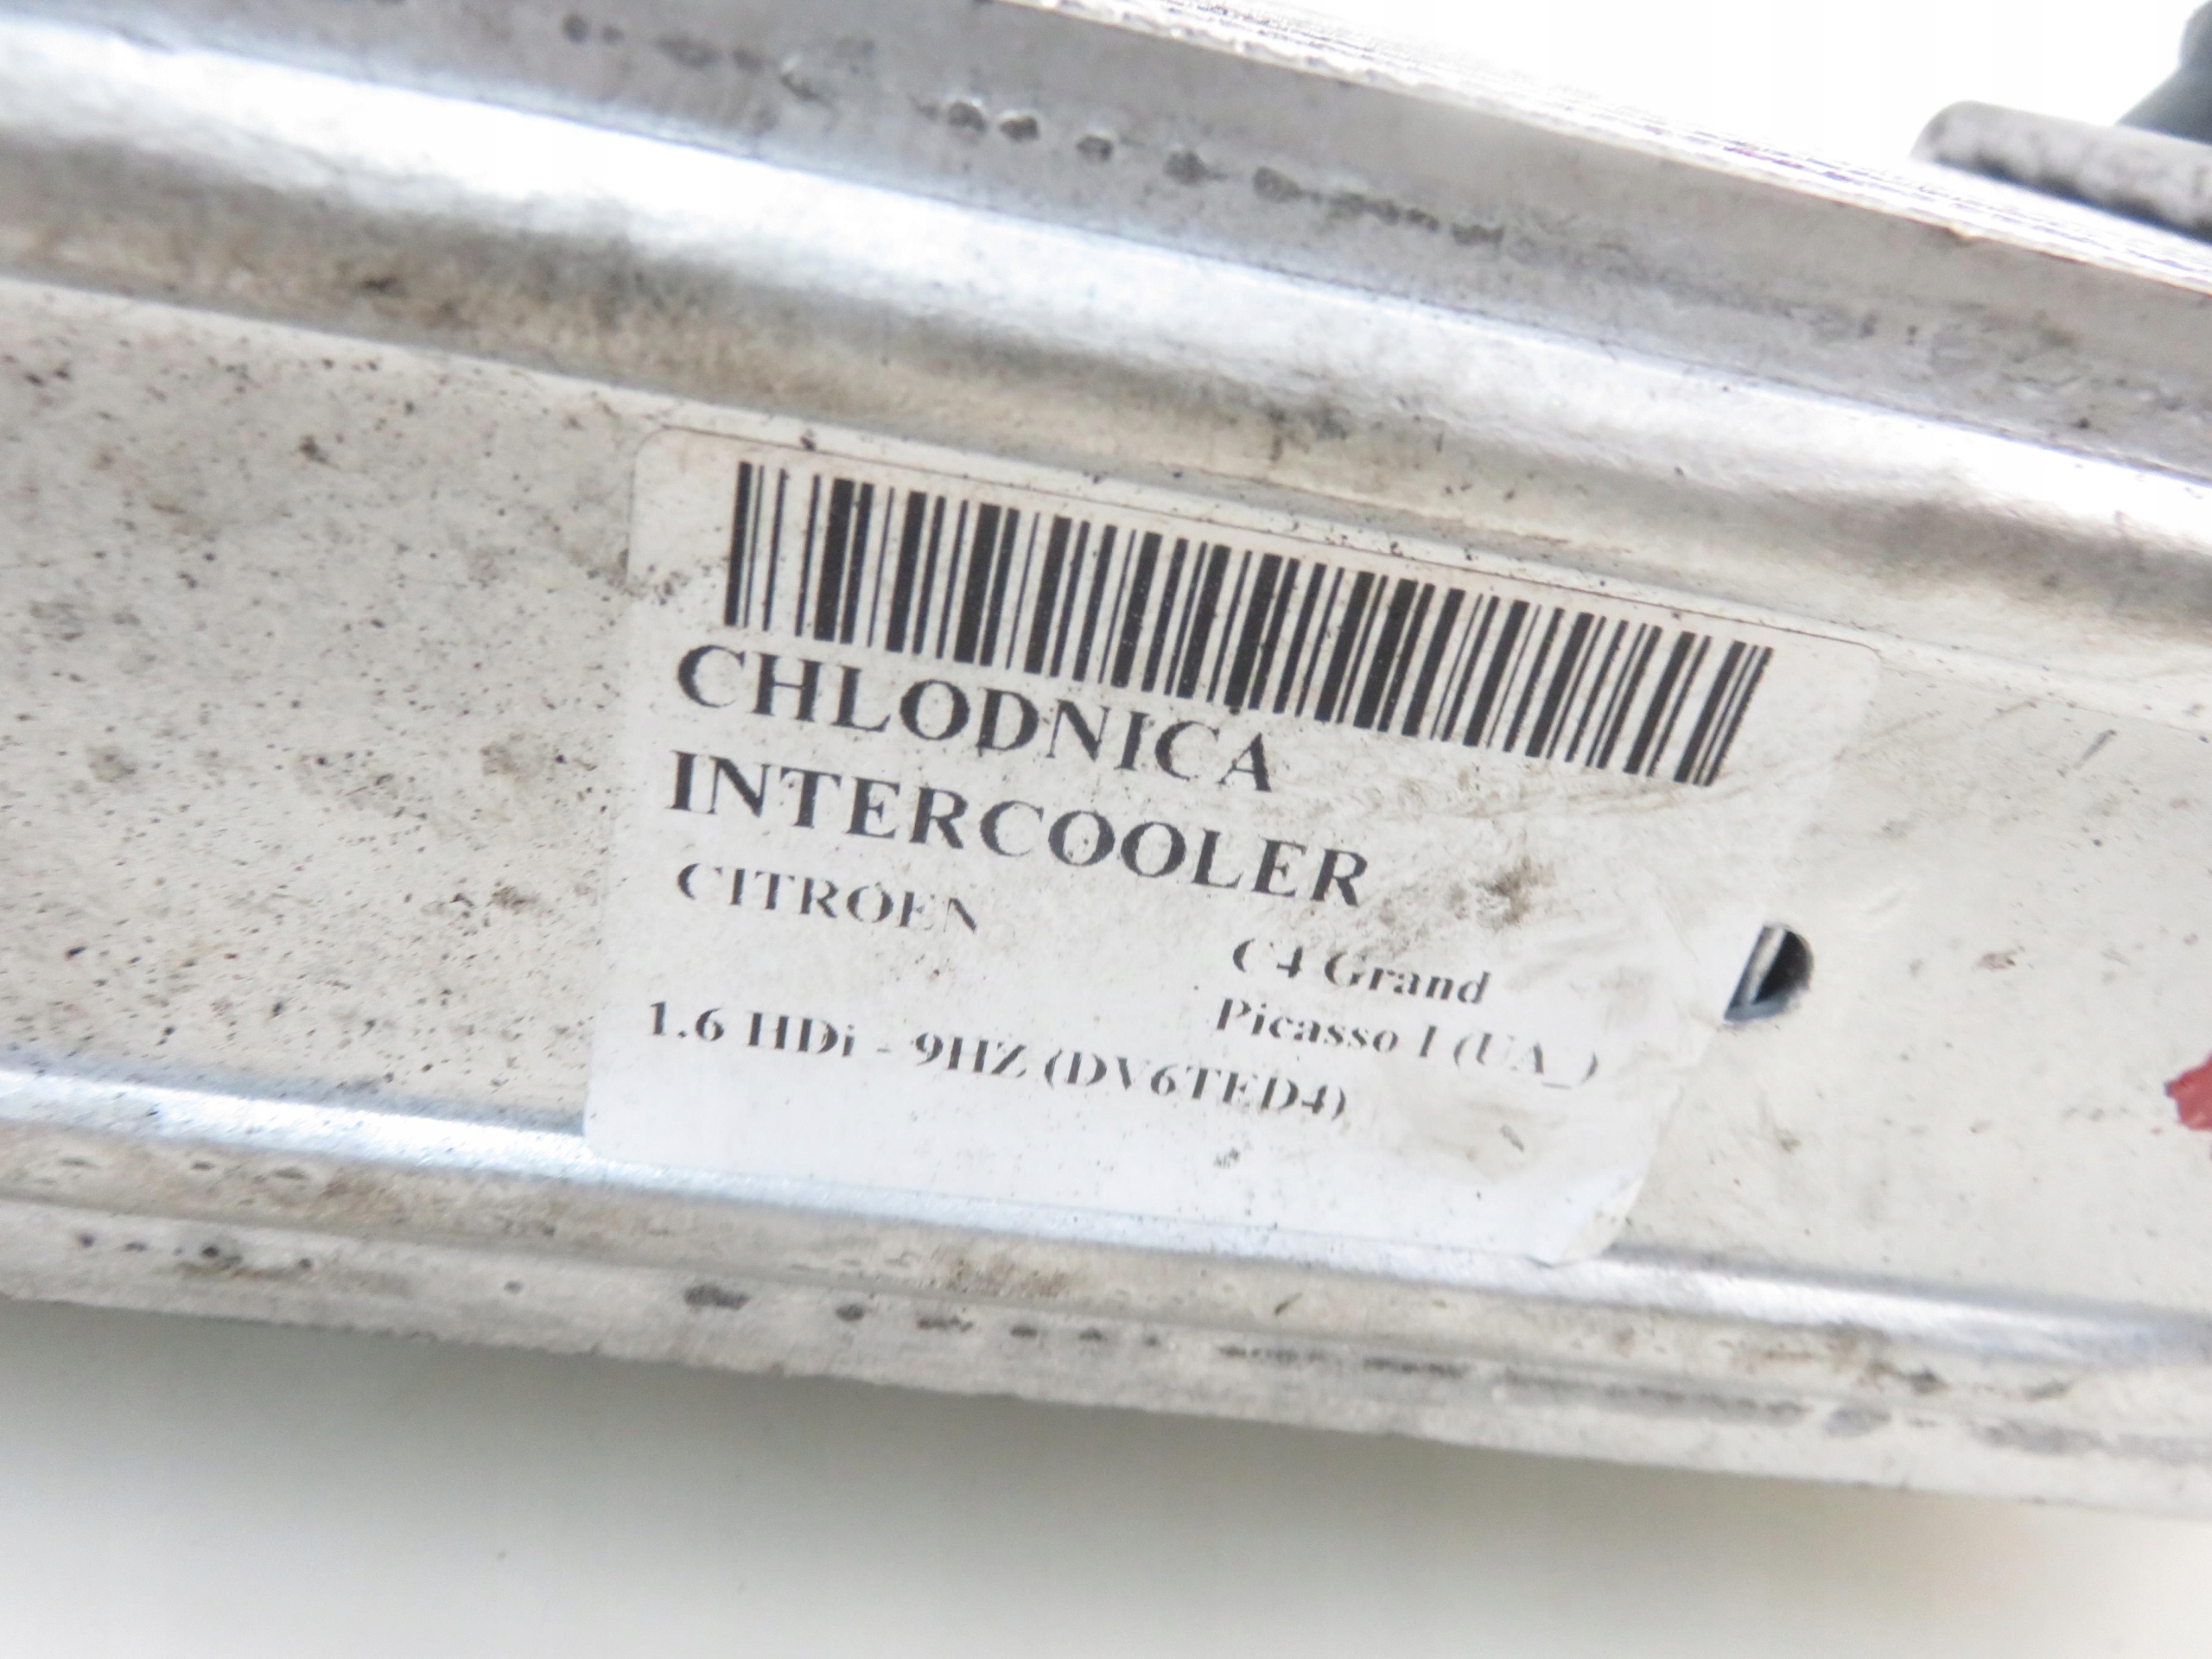 CHLODNICA
INTERCOOLER
CITROEN
C4 Grand
Picasso I (UA_)
1.6 HDi - 9HZ (DV6TED4)